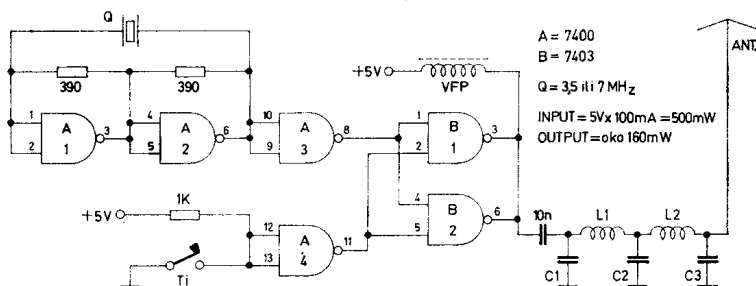 Q
A = 7400
B = 7403
Q = 3,5 ili 7 MHz
INPUT = 5V x 100mA = 500mW
OUTPUT = oko 160mW
ANT.
+5V
VFP
390
390
1
2
A
1
3
4
5
A
2
6
10
9
A
3
8
1
2
B
1
3
4
5
B
2
6
+5V
1K
Ti
12
13
A
4
11
10n
L1
L2
C1
C2
C3